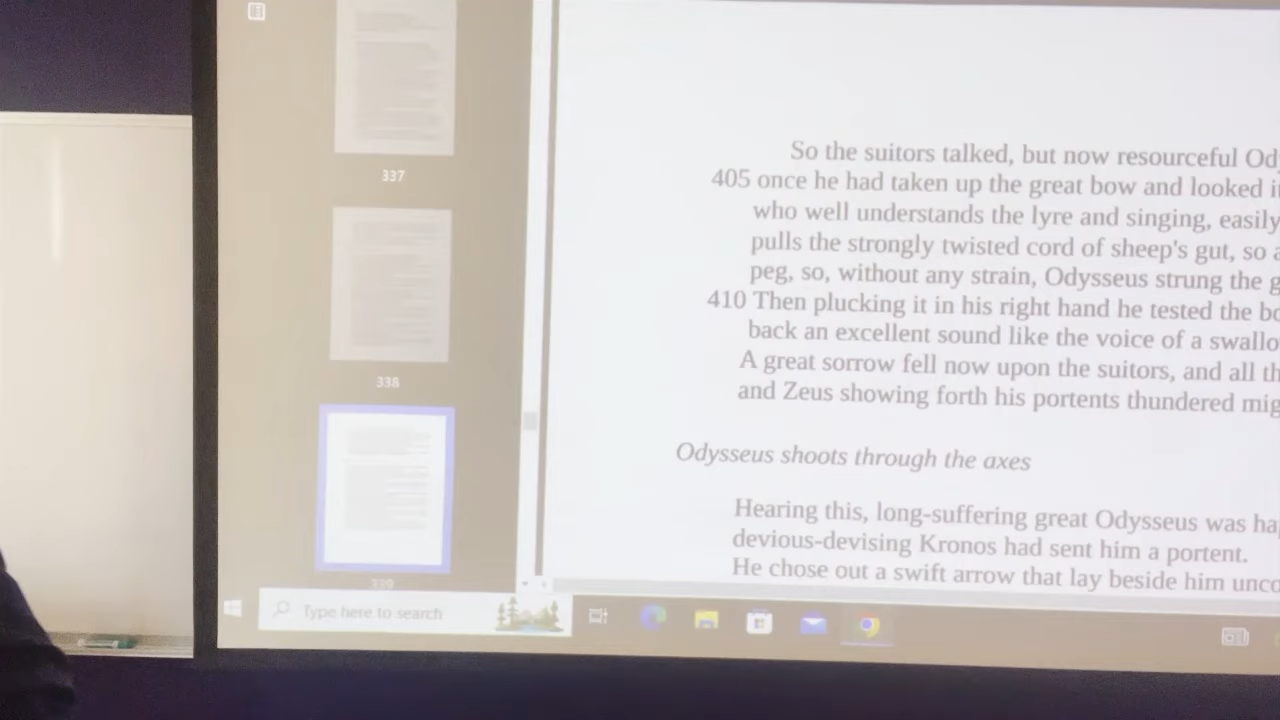 337
338
339
So the suitors talked, but now resourceful Od
405 once he had taken up the great bow and looked i
who well understands the lyre and singing, easily
pulls the strongly twisted cord of sheep's gut, so a
peg, so, without any strain, Odysseus strung the g
410 Then plucking it in his right hand he tested the bo
back an excellent sound like the voice of a swallo
A great sorrow fell now upon the suitors, and all th
and Zeus showing forth his portents thundered mig
Odysseus shoots through the axes
Hearing this, long-suffering great Odysseus was ha
devious-devising Kronos had sent him a portent.
He chose out a swift arrow that lay beside him unco
Type here to search